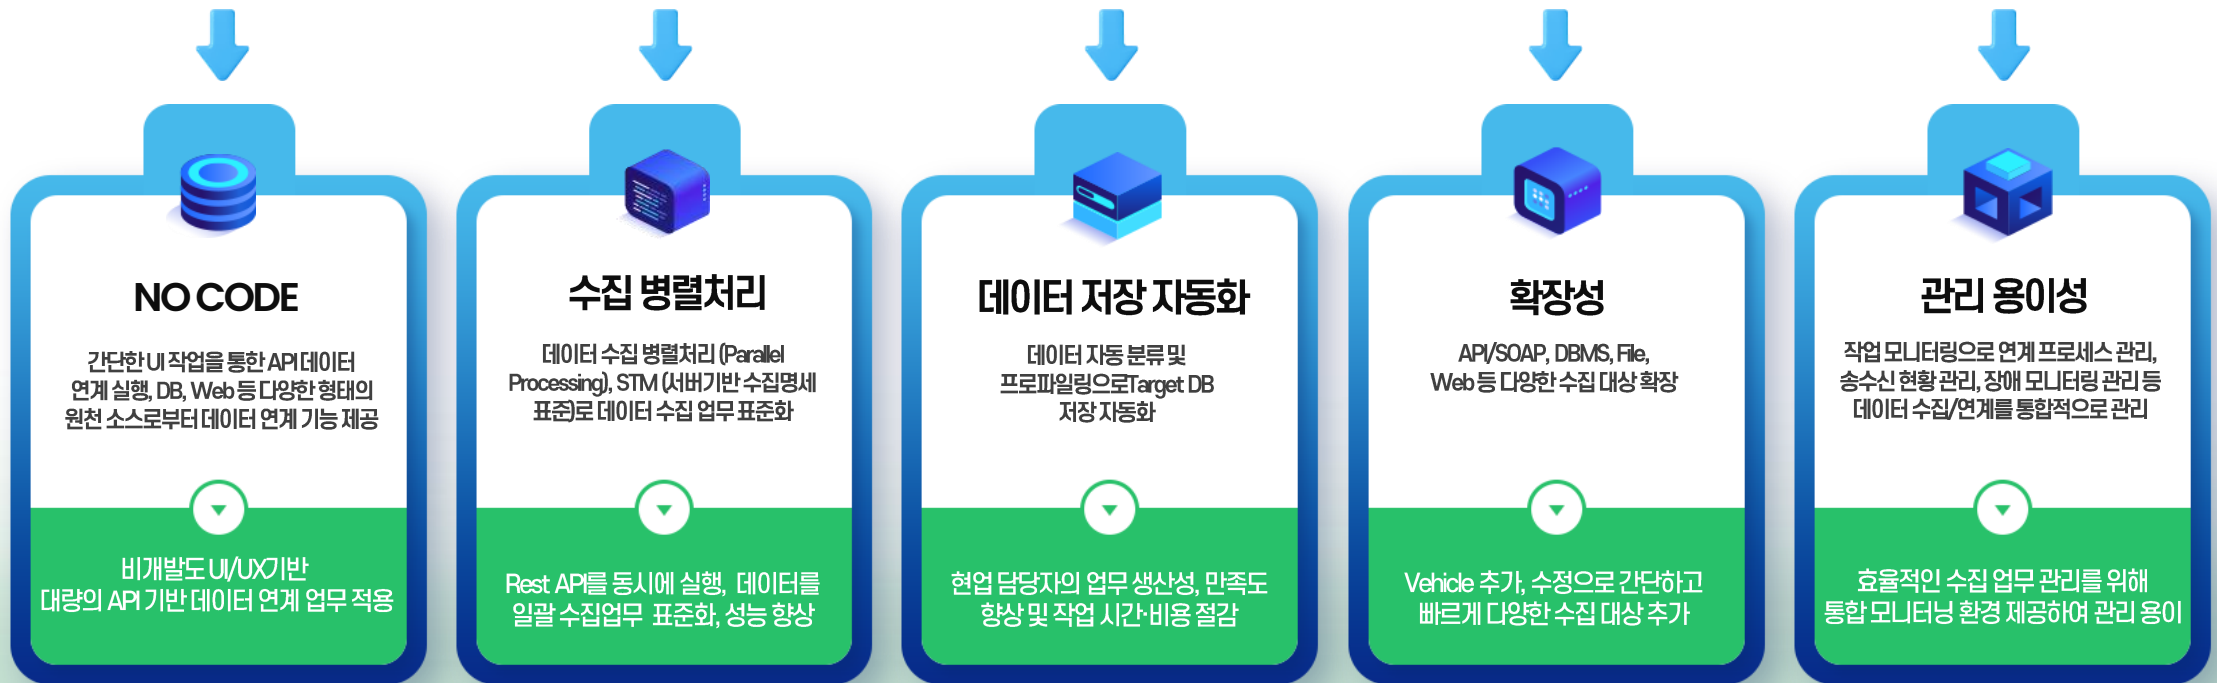 NO CODE
간단한 UI 작업을 통한 API 데이터
연계 실행, DB, Web 등 다양한 형태의
원천 소스로부터 데이터 연계 기능 제공
비개발도 UI/UX기반
대량의 API 기반 데이터 연계 업무 적용
수집 병렬처리
데이터 수집 병렬처리 (Parallel
Processing), STM (서버기반 수집명세
표준)로 데이터 수집 업무 표준화
Rest API를 동시에 실행, 데이터를
일괄 수집업무 표준화, 성능 향상
데이터 저장 자동화
데이터 자동 분류 및
프로파일링으로Target DB
저장 자동화
현업 담당자의 업무 생산성, 만족도
향상 및 작업 시간·비용 절감
확장성
API/SOAP, DBMS, File,
Web 등 다양한 수집 대상 확장
Vehicle 추가, 수정으로 간단하고
빠르게 다양한 수집 대상 추가
관리 용이성
작업 모니터링으로 연계 프로세스 관리,
송수신 현황 관리, 장애 모니터링 관리 등
데이터 수집/연계를 통합적으로 관리
효율적인 수집 업무 관리를 위해
통합 모니터닝 환경 제공하여 관리 용이